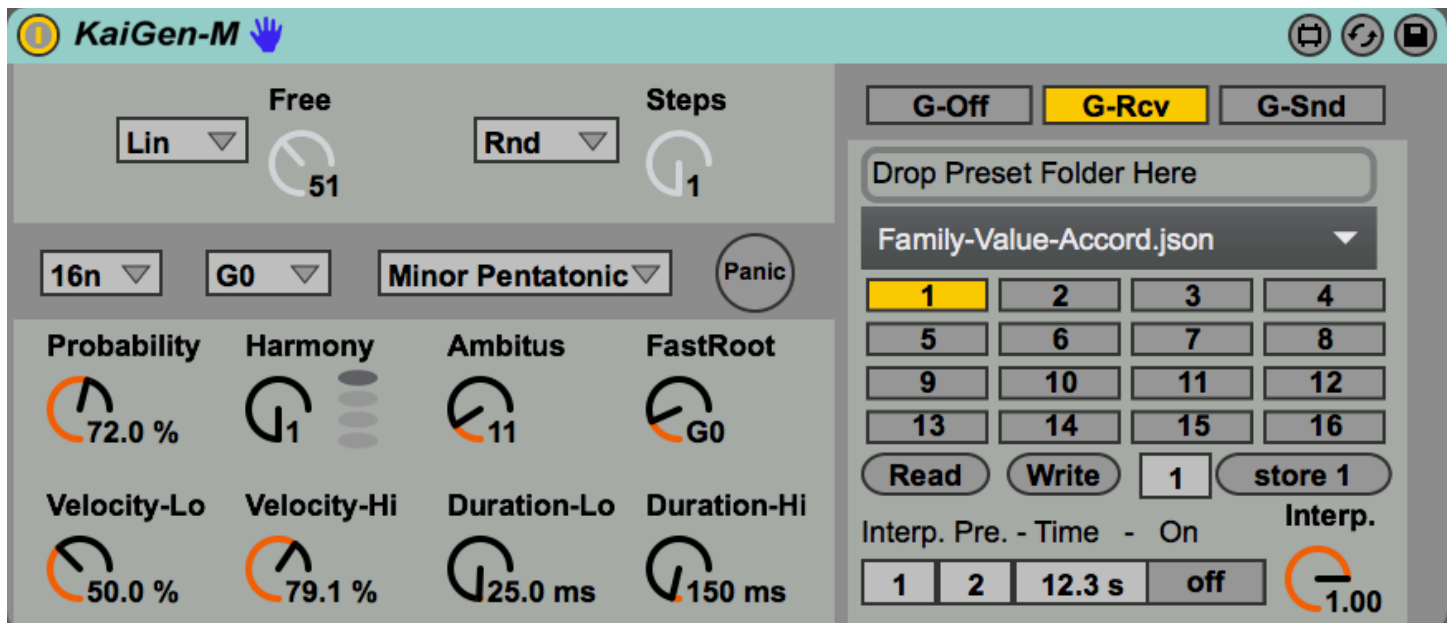 KaiGen-M
Free
Steps
Lin
51
Rnd
1
16n
G0
Minor Pentatonic
Panic
Probability
Harmony
Ambitus
FastRoot
72.0 %
1
11
G0
Velocity-Lo
Velocity-Hi
Duration-Lo
Duration-Hi
50.0 %
79.1 %
25.0 ms
150 ms
G-Off
G-Rcv
G-Snd
Drop Preset Folder Here
Family-Value-Accord.json
1 2 3 4
5 6 7 8
9 10 11 12
13 14 15 16
Read
Write
1
store 1
Interp. Pre. - Time - On
Interp.
1
2
12.3 s
off
1.00